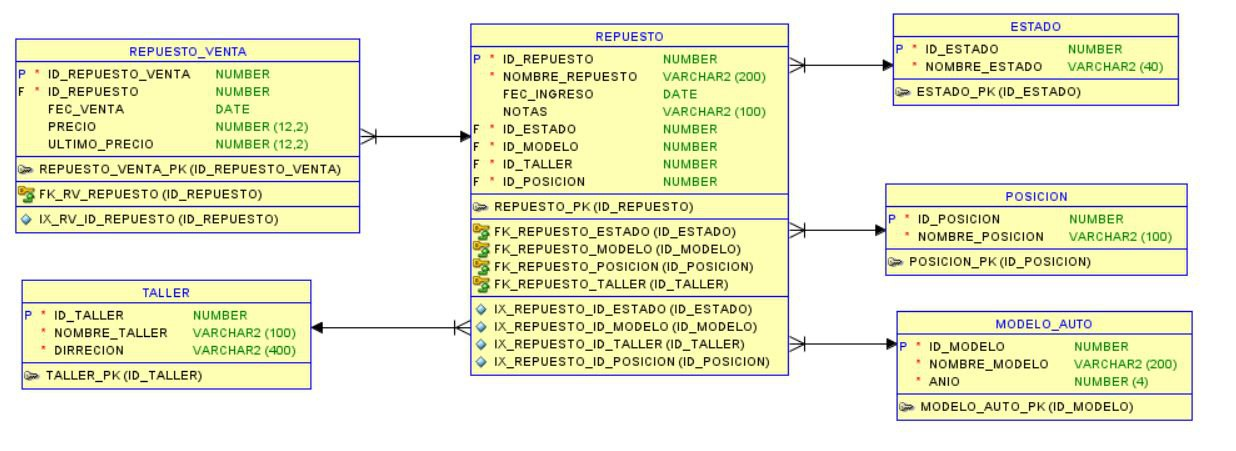 REPUESTO_VENTA
P * ID_REPUESTO_VENTA NUMBER
F * ID_REPUESTO NUMBER
FEC_VENTA DATE
PRECIO NUMBER (12,2)
ULTIMO_PRECIO NUMBER (12,2)
REPUESTO_VENTA_PK (ID_REPUESTO_VENTA)
FK_RV_REPUESTO (ID_REPUESTO)
IX_RV_ID_REPUESTO (ID_REPUESTO)
TALLER
P * ID_TALLER NUMBER
* NOMBRE_TALLER VARCHAR2 (100)
* DIRRECION VARCHAR2 (400)
TALLER_PK (ID_TALLER)
REPUESTO
P * ID_REPUESTO NUMBER
* NOMBRE_REPUESTO VARCHAR2 (200)
FEC_INGRESO DATE
NOTAS VARCHAR2 (100)
F * ID_ESTADO NUMBER
F * ID_MODELO NUMBER
F * ID_TALLER NUMBER
F * ID_POSICION NUMBER
REPUESTO_PK (ID_REPUESTO)
FK_REPUESTO_ESTADO (ID_ESTADO)
FK_REPUESTO_MODELO (ID_MODELO)
FK_REPUESTO_POSICION (ID_POSICION)
FK_REPUESTO_TALLER (ID_TALLER)
IX_REPUESTO_ID_ESTADO (ID_ESTADO)
IX_REPUESTO_ID_MODELO (ID_MODELO)
IX_REPUESTO_ID_TALLER (ID_TALLER)
IX_REPUESTO_ID_POSICION (ID_POSICION)
ESTADO
P * ID_ESTADO NUMBER
* NOMBRE_ESTADO VARCHAR2 (40)
ESTADO_PK (ID_ESTADO)
POSICION
P * ID_POSICION NUMBER
* NOMBRE_POSICION VARCHAR2 (100)
POSICION_PK (ID_POSICION)
MODELO_AUTO
P * ID_MODELO NUMBER
* NOMBRE_MODELO VARCHAR2 (200)
* ANIO NUMBER (4)
MODELO_AUTO_PK (ID_MODELO)